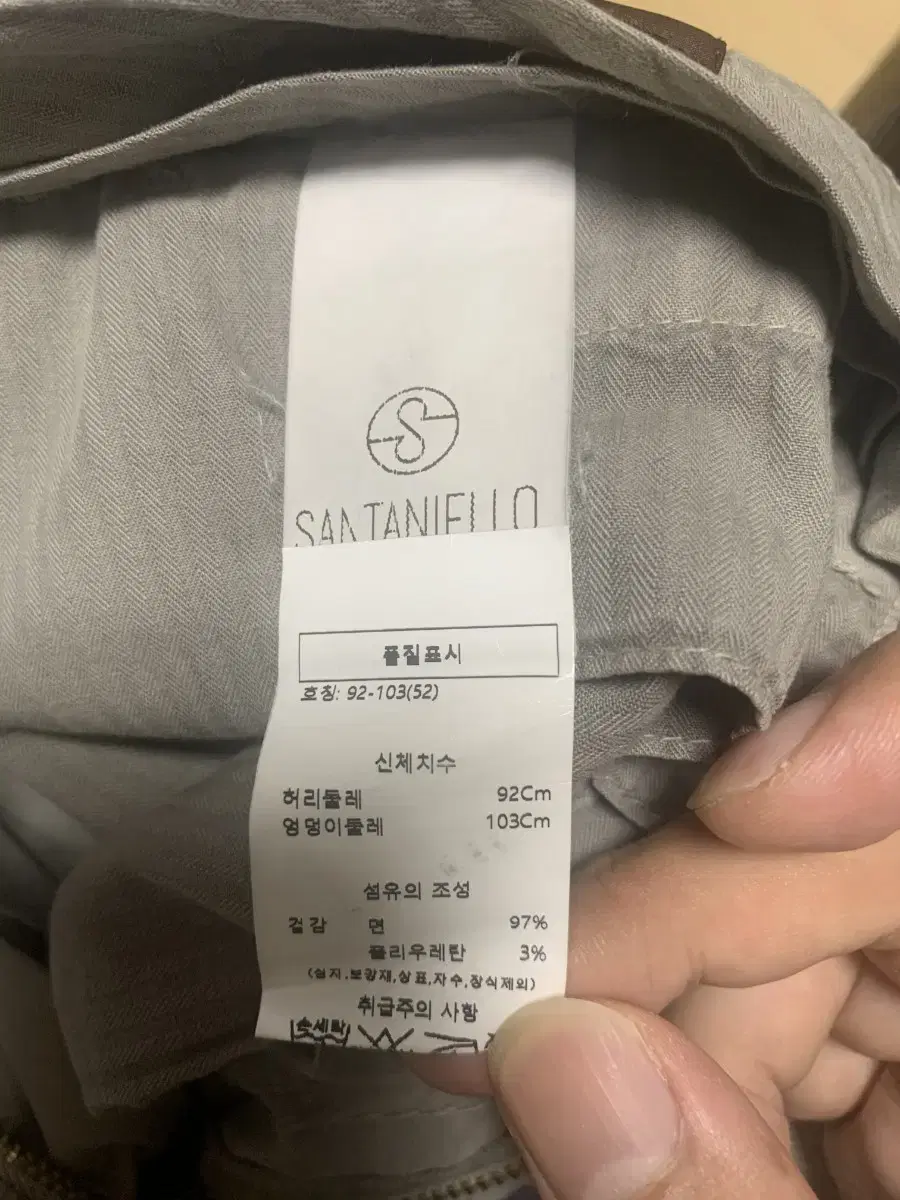 S
SANTANIELLO
품질표시
호칭: 92-103(52)
신체치수
허리둘레 92Cm
엉덩이둘레 103Cm
섬유의 조성
겉감 면 97%
폴리우레탄 3%
(심지,보강재,상표,자수,장식제외)
취급주의 사항
손세탁